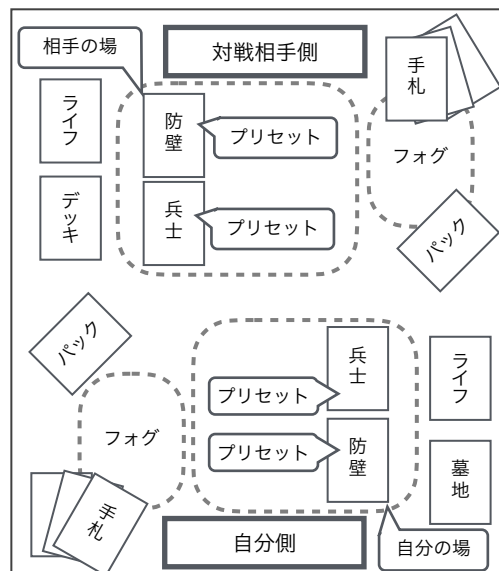 相手の場
対戦相手側
手札
ライフ
防壁
プリセット
フォグ
デッキ
兵士
プリセット
パック
パック
兵士
ライフ
プリセット
フォグ
プリセット
防壁
墓地
手札
自分側
自分の場